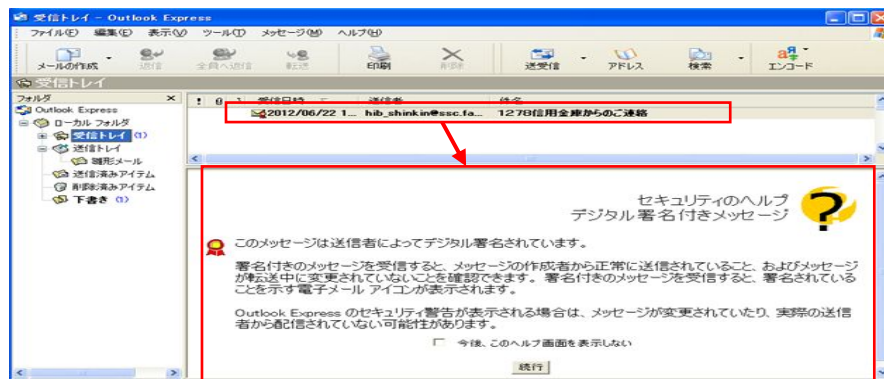 受信トレイ - Outlook Express
ファイル(F) 編集(E) 表示(V) ツール(T) メッセージ(M) ヘルプ(H)
メールの作成 返信 全員へ返信 転送 印刷 削除 送受信 アドレス 検索 エンコード
受信トレイ
フォルダ ×
! 受信日時 送信者 件名
Outlook Express
2012/06/22 1... hib_shinkin@ssc.fa... 1278信用金庫からのご連絡
ローカル フォルダ
受信トレイ (1)
送信トレイ
雛形メール
送信済みアイテム
削除済みアイテム
下書き (1)
セキュリティのヘルプ
デジタル署名付きメッセージ
このメッセージは送信者によってデジタル署名されています。
署名付きのメッセージを受信すると、メッセージの作成者から正常に送信されていること、およびメッセージ
が転送中に変更されていないことを確認できます。 署名付きのメッセージを受信すると、署名されている
ことを示す電子メール アイコンが表示されます。
Outlook Express のセキュリティ警告が表示される場合は、メッセージが変更されていたり、実際の送信
者から配信されていない可能性があります。
今後、このヘルプ画面を表示しない
続行